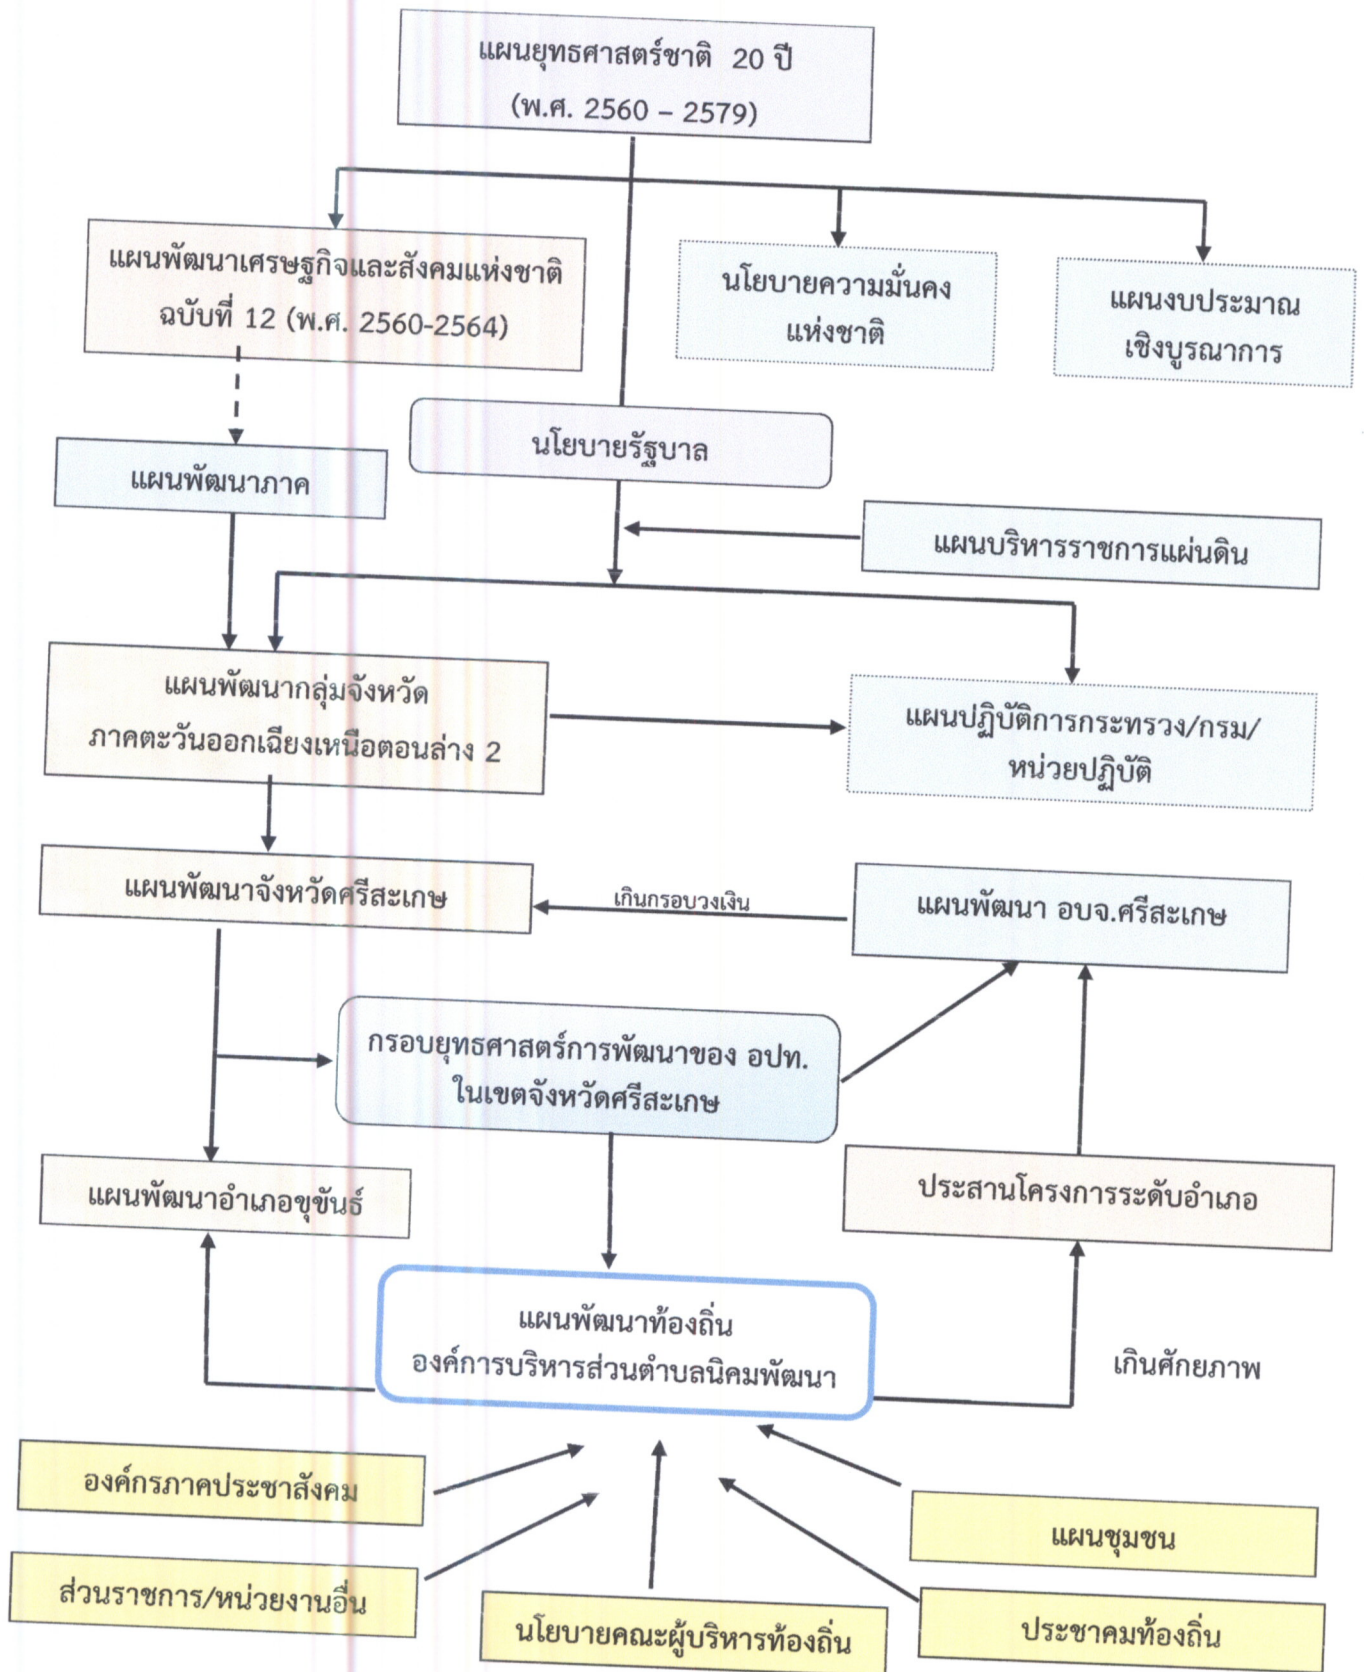 แผนยุทธศาสตร์ชาติ 20 ปี
(พ.ศ. 2560 – 2579)
แผนพัฒนาเศรษฐกิจและสังคมแห่งชาติ
ฉบับที่ 12 (พ.ศ. 2560-2564)
นโยบายความมั่นคง
แห่งชาติ
แผนงบประมาณ
เชิงบูรณาการ
นโยบายรัฐบาล
แผนพัฒนาภาค
แผนบริหารราชการแผ่นดิน
แผนพัฒนากลุ่มจังหวัด
ภาคตะวันออกเฉียงเหนือตอนล่าง 2
แผนปฏิบัติการกระทรวง/กรม/
หน่วยปฏิบัติ
แผนพัฒนาจังหวัดศรีสะเกษ
เกินกรอบวงเงิน
แผนพัฒนา อบจ.ศรีสะเกษ
กรอบยุทธศาสตร์การพัฒนาของ อปท.
ในเขตจังหวัดศรีสะเกษ
แผนพัฒนาอำเภอขุขันธ์
ประสานโครงการระดับอำเภอ
แผนพัฒนาท้องถิ่น
องค์การบริหารส่วนตำบลนิคมพัฒนา
เกินศักยภาพ
องค์กรภาคประชาสังคม
แผนชุมชน
ส่วนราชการ/หน่วยงานอื่น
นโยบายคณะผู้บริหารท้องถิ่น
ประชาคมท้องถิ่น